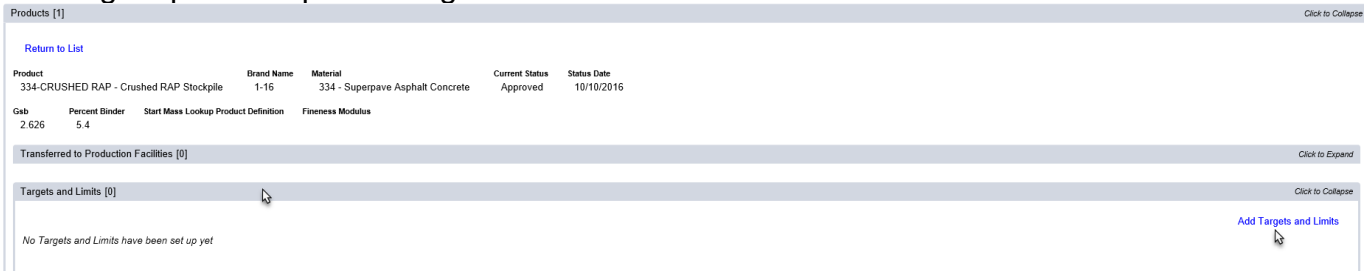 Products [1] Click to Collapse
Return to List
Product Brand Name Material Current Status Status Date
334-CRUSHED RAP - Crushed RAP Stockpile 1-16 334 - Superpave Asphalt Concrete Approved 10/10/2016
Gsb Percent Binder Start Mass Lookup Product Definition Fineness Modulus
2.626 5.4
Transferred to Production Facilities [0] Click to Expand
Targets and Limits [0] Click to Collapse
Add Targets and Limits
No Targets and Limits have been set up yet